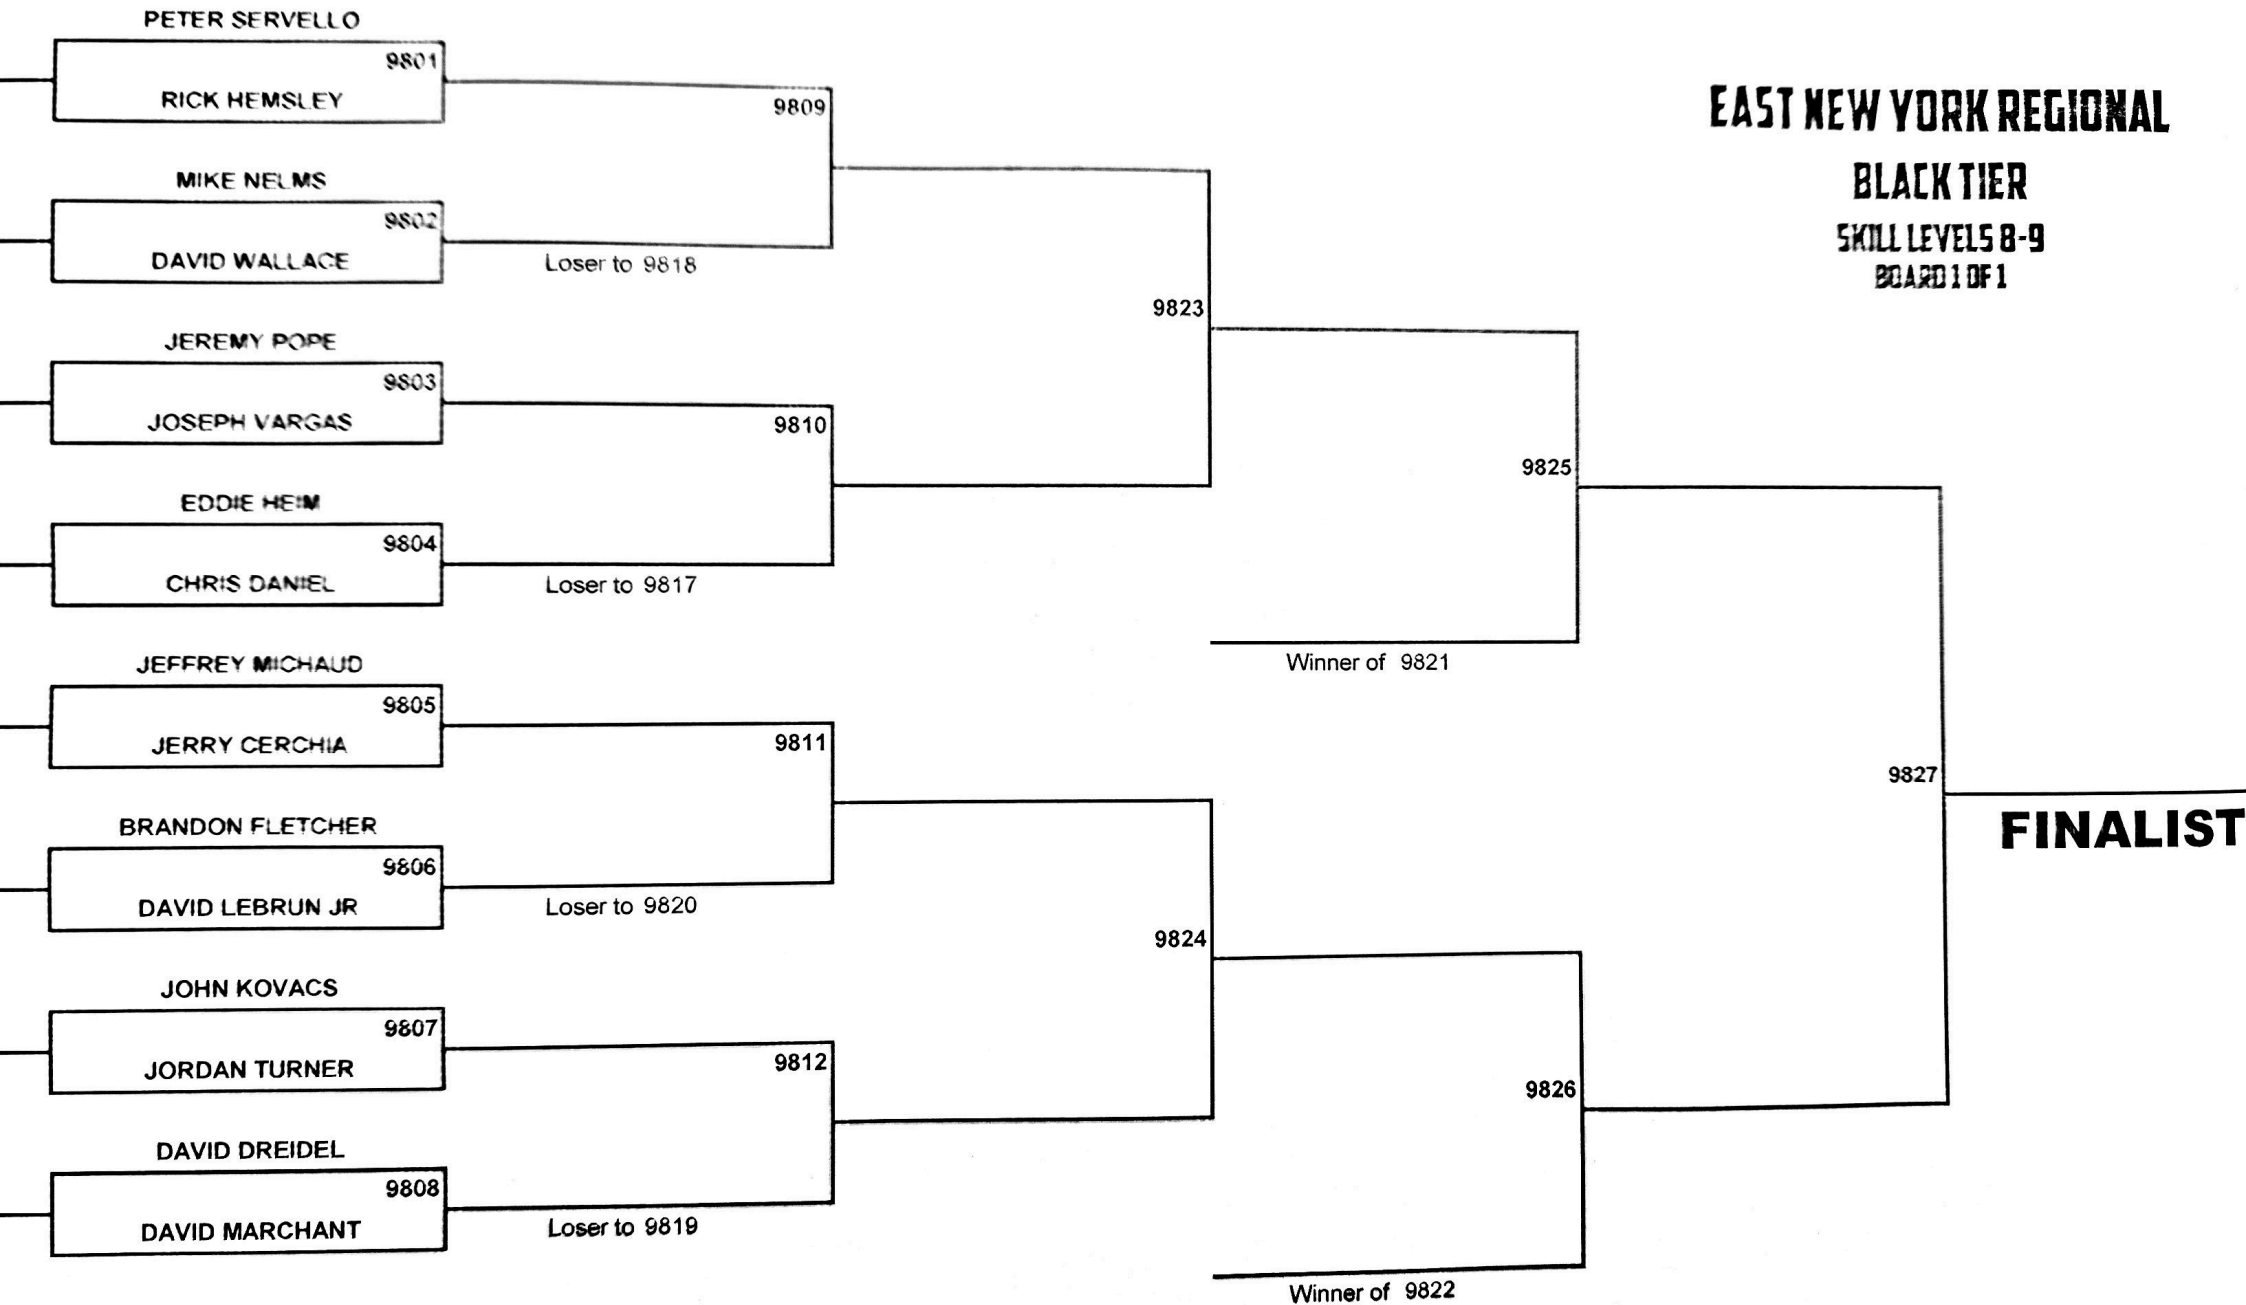 EAST NEW YORK REGIONAL
BLACK TIER
SKILL LEVELS 8-9
BOARD 1 OF 1
PETER SERVELLO
9801
RICK HEMSLEY
MIKE NELMS
9802
DAVID WALLACE
JEREMY POPE
9803
JOSEPH VARGAS
EDDIE HEIM
9804
CHRIS DANIEL
JEFFREY MICHAUD
9805
JERRY CERCHIA
BRANDON FLETCHER
9806
DAVID LEBRUN JR
JOHN KOVACS
9807
JORDAN TURNER
DAVID DREIDEL
9808
DAVID MARCHANT
9809
Loser to 9818
9810
Loser to 9817
9811
Loser to 9820
9812
Loser to 9819
9823
9824
9825
Winner of 9821
9826
Winner of 9822
9827
FINALIST